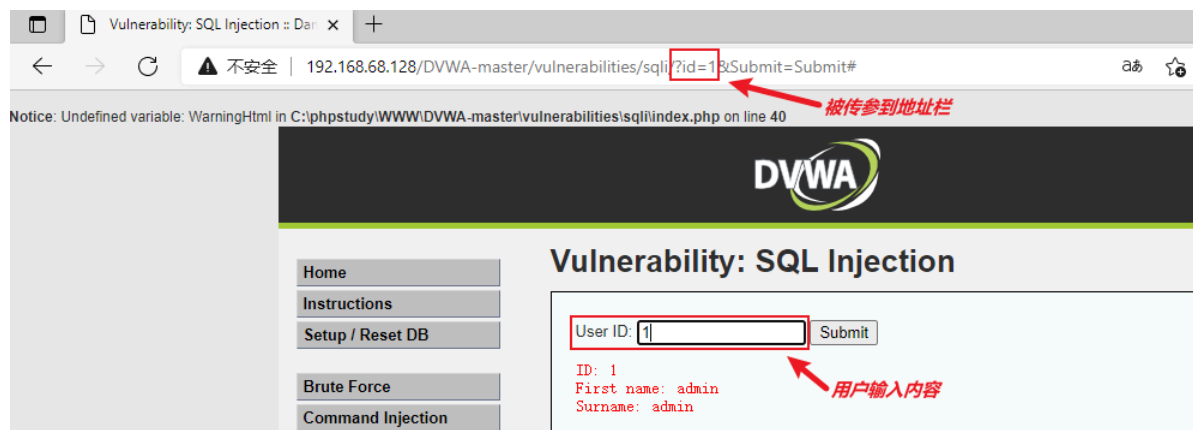 Vulnerability: SQL Injection :: Dar
不安全 192.168.68.128/DVWA-master/vulnerabilities/sqli/?id=1&Submit=Submit#
aあ
被传参到地址栏
Notice: Undefined variable: WarningHtml in C:\phpstudy\WWW\DVWA-master\vulnerabilities\sqli\index.php on line 40
DVWA
Home
Instructions
Setup / Reset DB
Brute Force
Command Injection
Vulnerability: SQL Injection
User ID: 1 Submit
ID: 1
First name: admin
Surname: admin
用户输入内容